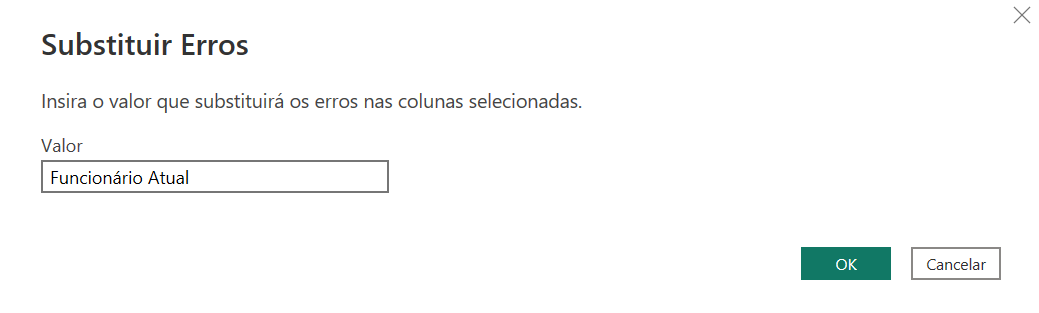 Substituir Erros
Insira o valor que substituirá os erros nas colunas selecionadas.
Valor
Funcionário Atual
OK
Cancelar